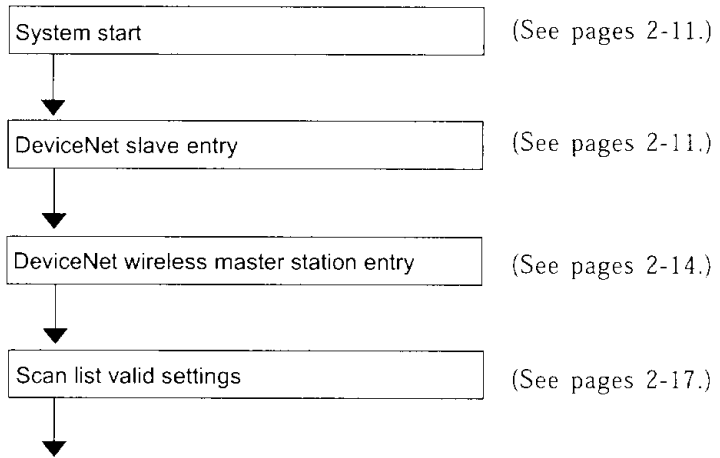 System start (See pages 2-11.)
DeviceNet slave entry (See pages 2-11.)
DeviceNet wireless master station entry (See pages 2-14.)
Scan list valid settings (See pages 2-17.)